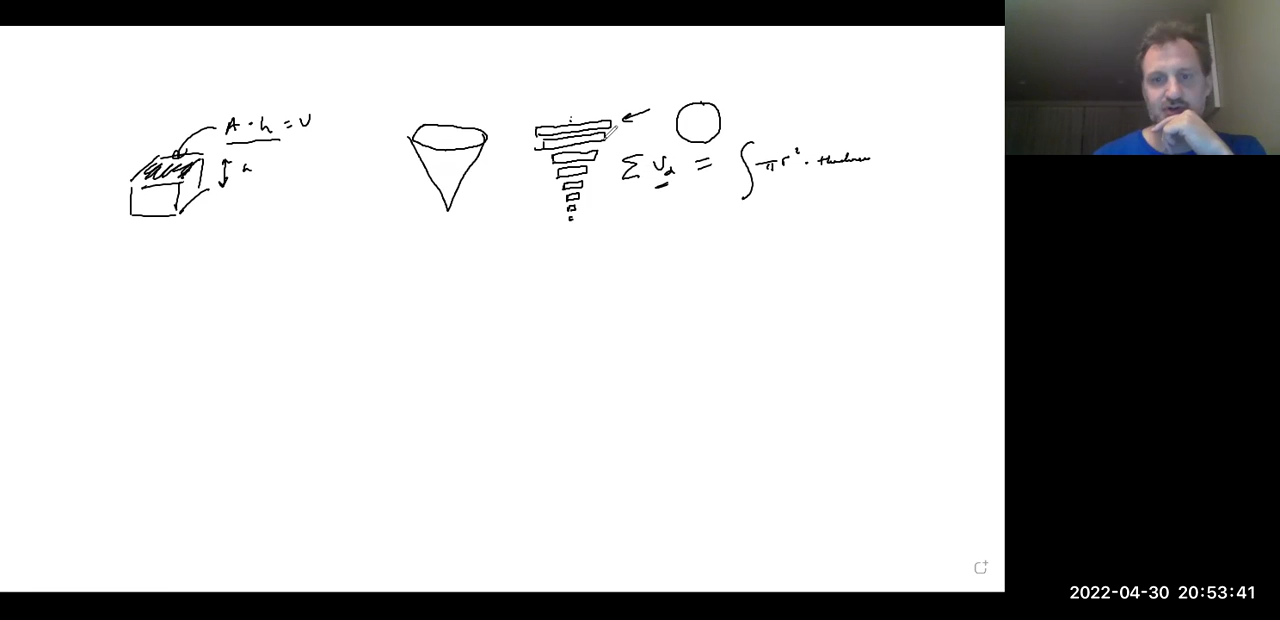 A · h = V
h
∑ V_d = ∫ πr² · thickness
2022-04-30 20:53:41